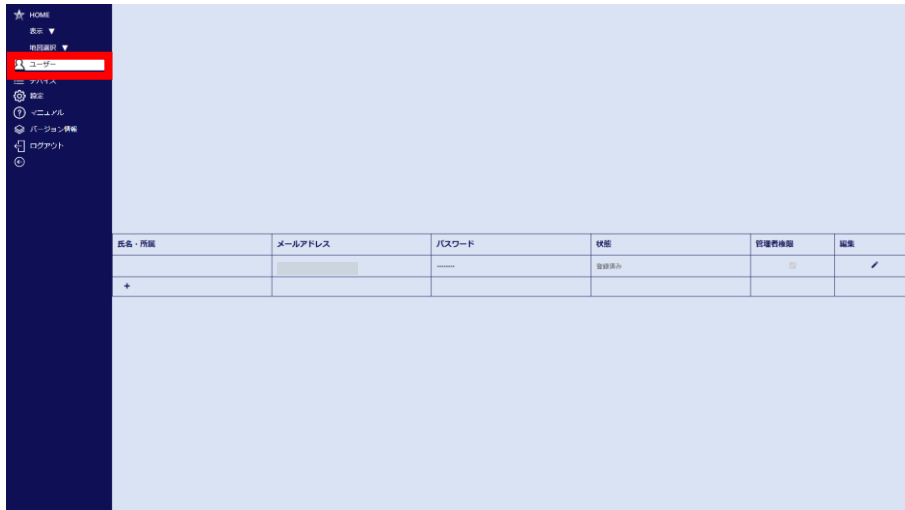 HOME
表示 ▼
地図選択 ▼
ユーザー
デバイス
設定
マニュアル
バージョン情報
ログアウト
氏名・所属 メールアドレス パスワード 状態 管理者権限 編集
........ 登録済み
+